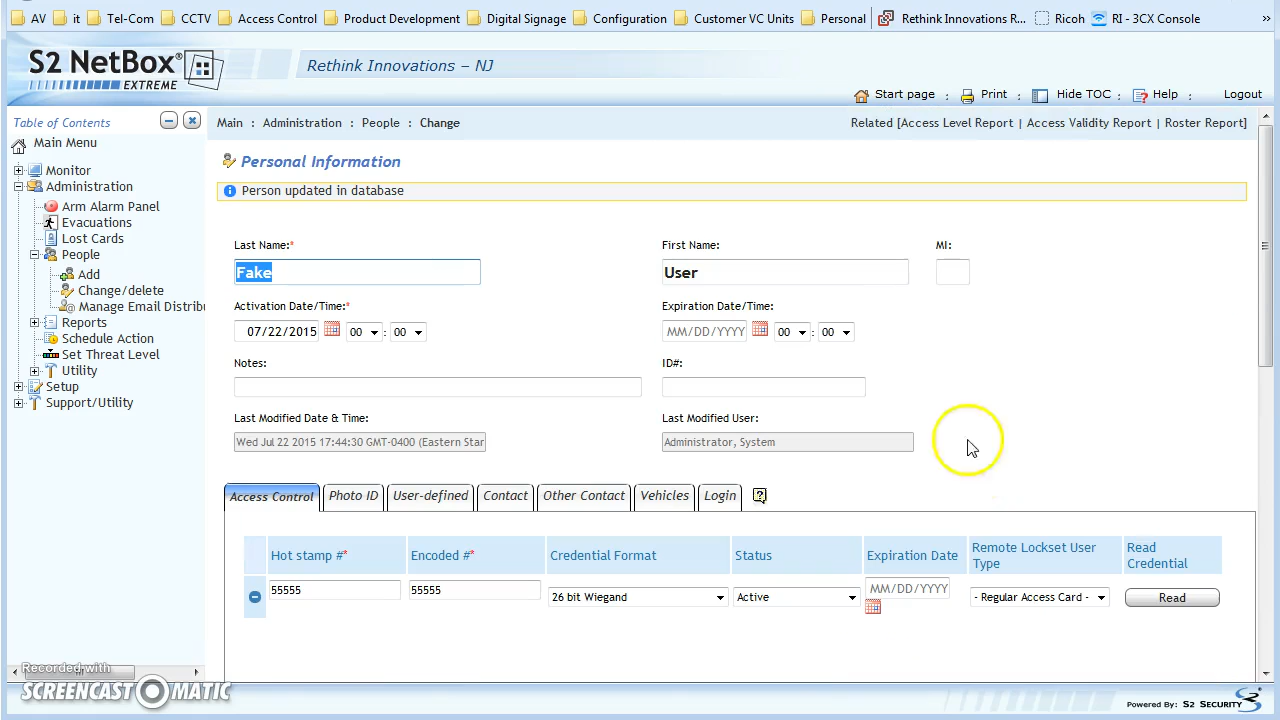 AV it Tel-Com CCTV Access Control Product Development Digital Signage Configuration Customer VC Units Personal Rethink Innovations R... Ricoh RI - 3CX Console »
S2 NETBOX® EXTREME
Rethink Innovations – NJ
Start page : Print : Hide TOC : Help : Logout
Table of Contents
Main Menu
Monitor
Administration
Arm Alarm Panel
Evacuations
Lost Cards
People
Add
Change/delete
Manage Email Distribu
Reports
Schedule Action
Set Threat Level
Utility
Setup
Support/Utility
Main : Administration : People : Change
Related [Access Level Report | Access Validity Report | Roster Report]
Personal Information
Person updated in database
Last Name:* First Name: MI:
Fake User
Activation Date/Time:* Expiration Date/Time:
07/22/2015 00 : 00 MM/DD/YYYY 00 : 00
Notes: ID#:
Last Modified Date & Time: Last Modified User:
Wed Jul 22 2015 17:44:30 GMT-0400 (Eastern Star Administrator, System
Access Control Photo ID User-defined Contact Other Contact Vehicles Login ?
Hot stamp #* Encoded #* Credential Format Status Expiration Date Remote Lockset User Type Read Credential
55555 55555 26 bit Wiegand Active MM/DD/YYYY - Regular Access Card - Read
Recorded with
SCREENCAST-O-MATIC
Powered By: S2 SECURITY S2